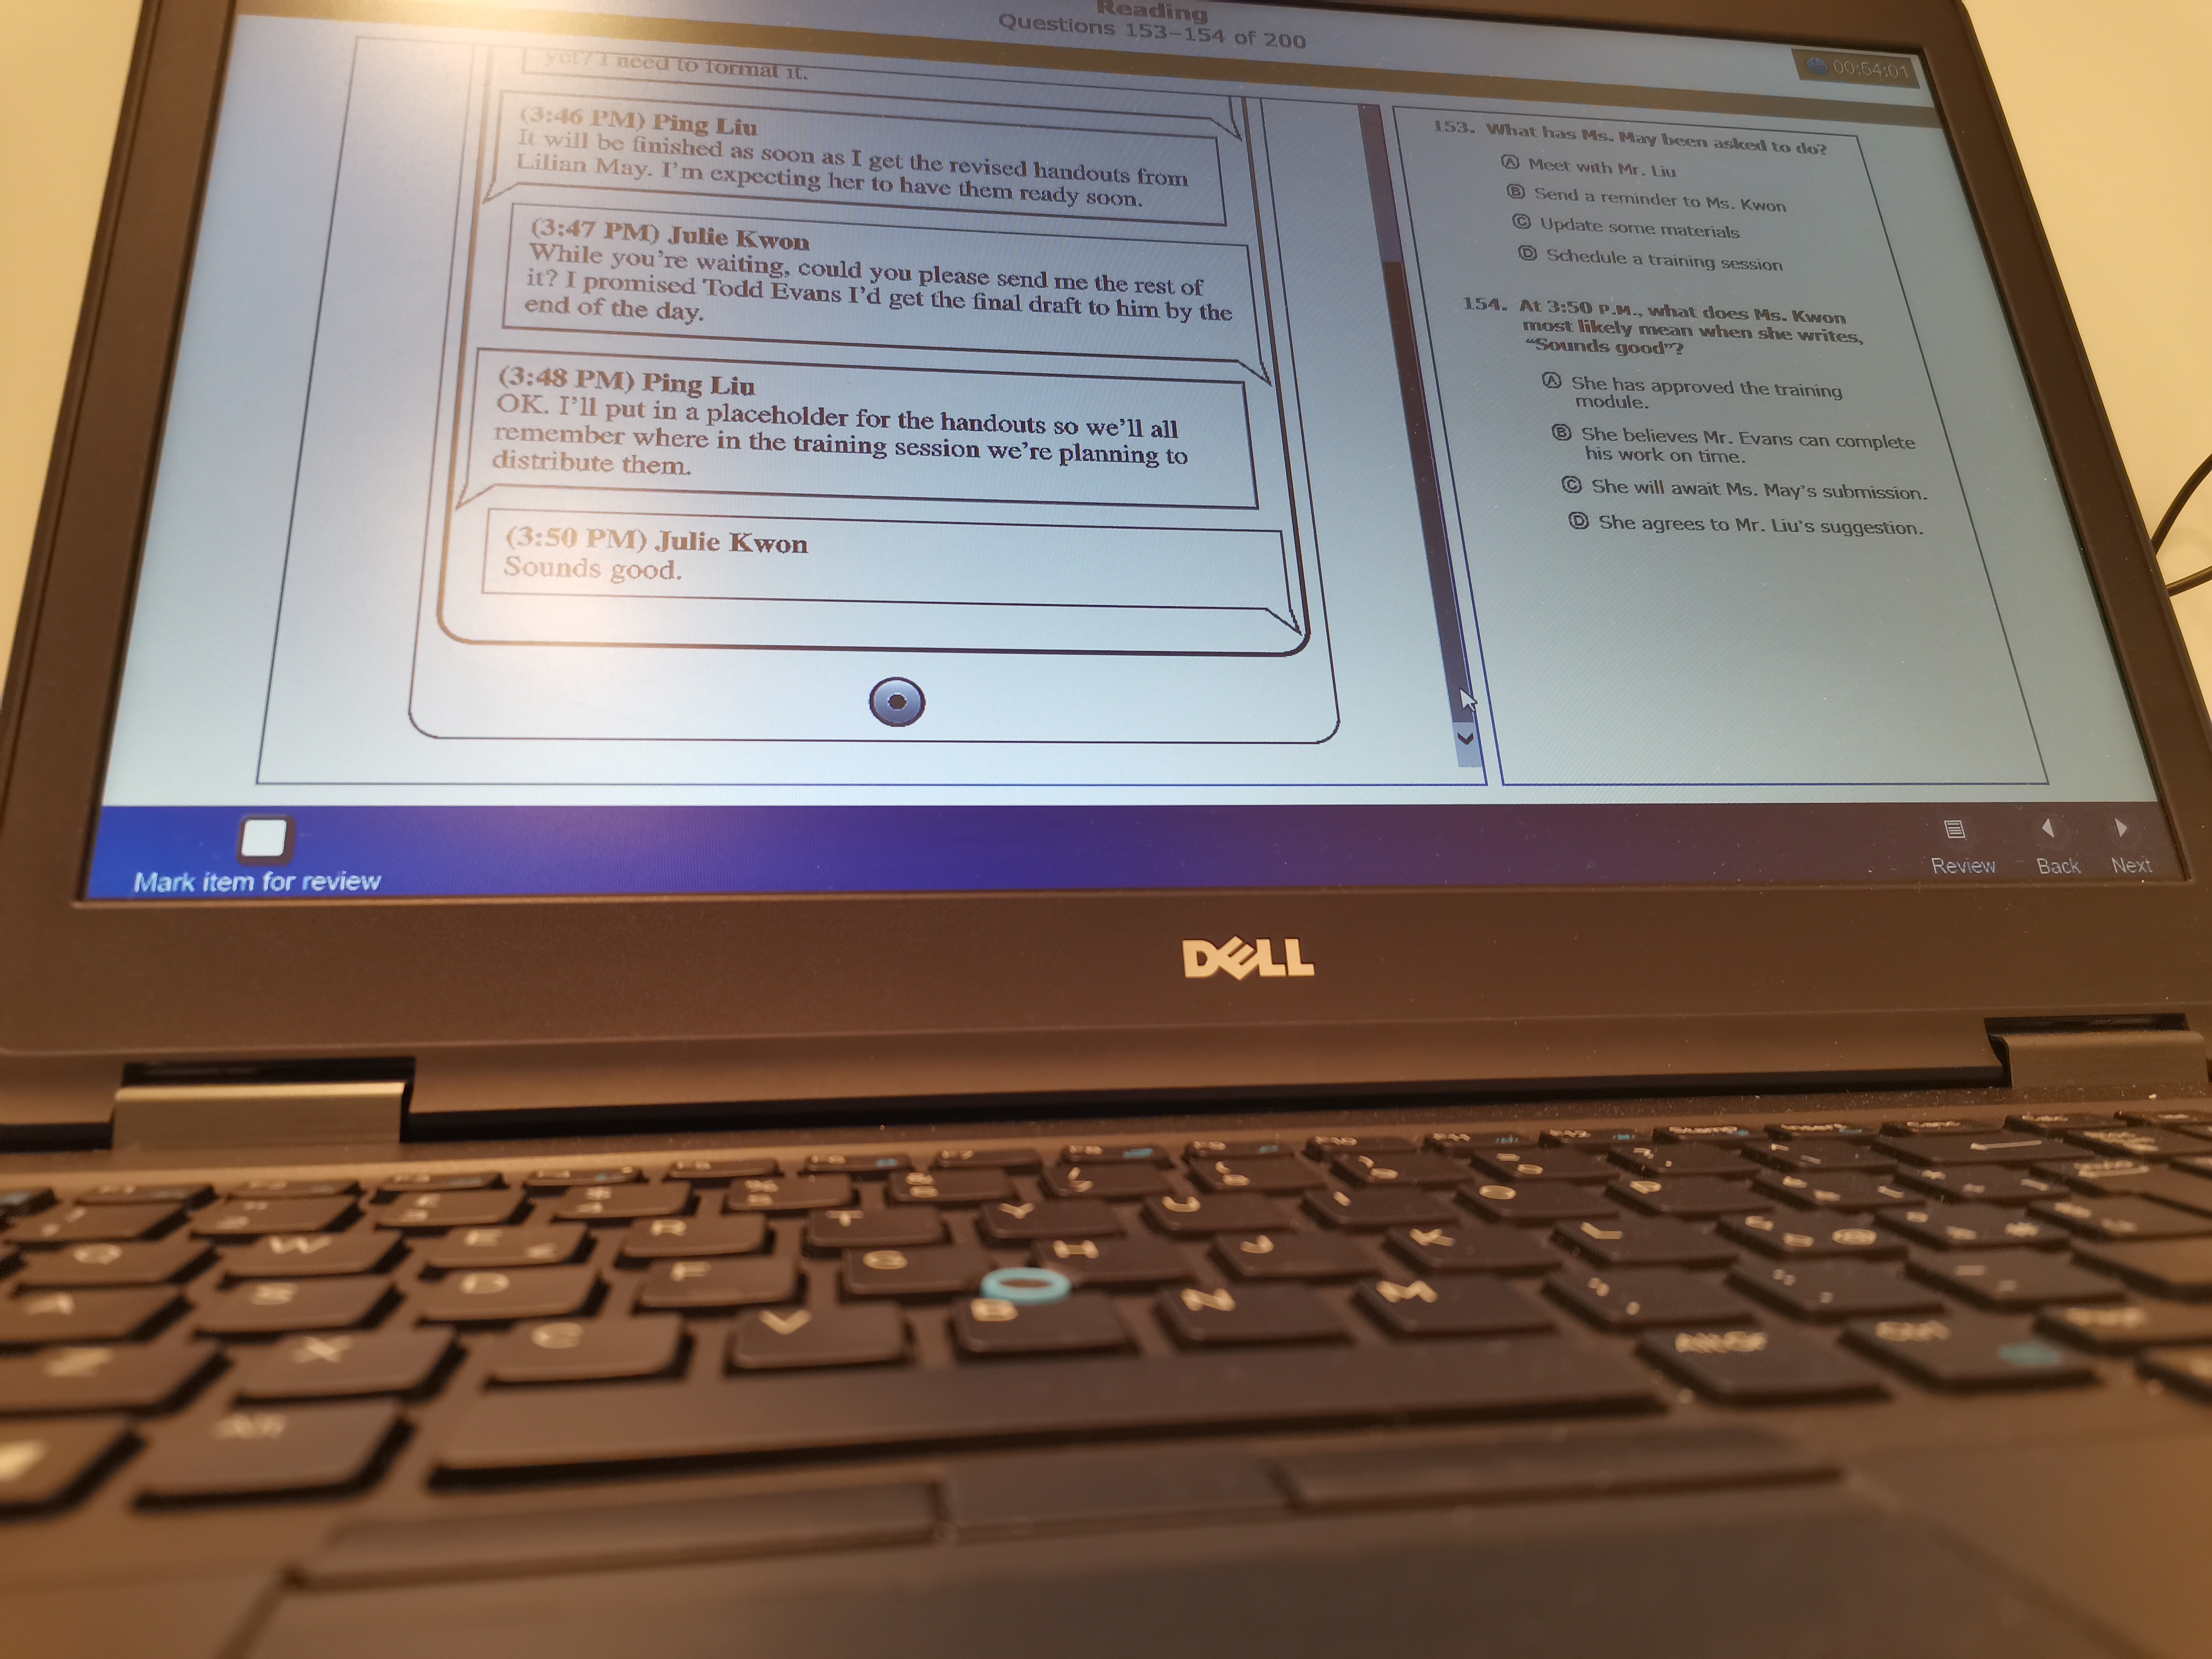 Reading
Questions 153–154 of 200
00:54:01
yet? I need to format it.
(3:46 PM) Ping Liu
It will be finished as soon as I get the revised handouts from
Lilian May. I'm expecting her to have them ready soon.
(3:47 PM) Julie Kwon
While you're waiting, could you please send me the rest of
it? I promised Todd Evans I'd get the final draft to him by the
end of the day.
(3:48 PM) Ping Liu
OK. I'll put in a placeholder for the handouts so we'll all
remember where in the training session we're planning to
distribute them.
(3:50 PM) Julie Kwon
Sounds good.
153. What has Ms. May been asked to do?
A Meet with Mr. Liu
B Send a reminder to Ms. Kwon
C Update some materials
D Schedule a training session
154. At 3:50 P.M., what does Ms. Kwon
most likely mean when she writes,
“Sounds good”?
A She has approved the training
module.
B She believes Mr. Evans can complete
his work on time.
C She will await Ms. May's submission.
D She agrees to Mr. Liu's suggestion.
Mark item for review
Review
Back
Next
DELL
Q W E R T Y U I O P
A S D F G H J K L
Z X C V B N M
Alt
Alt Gr